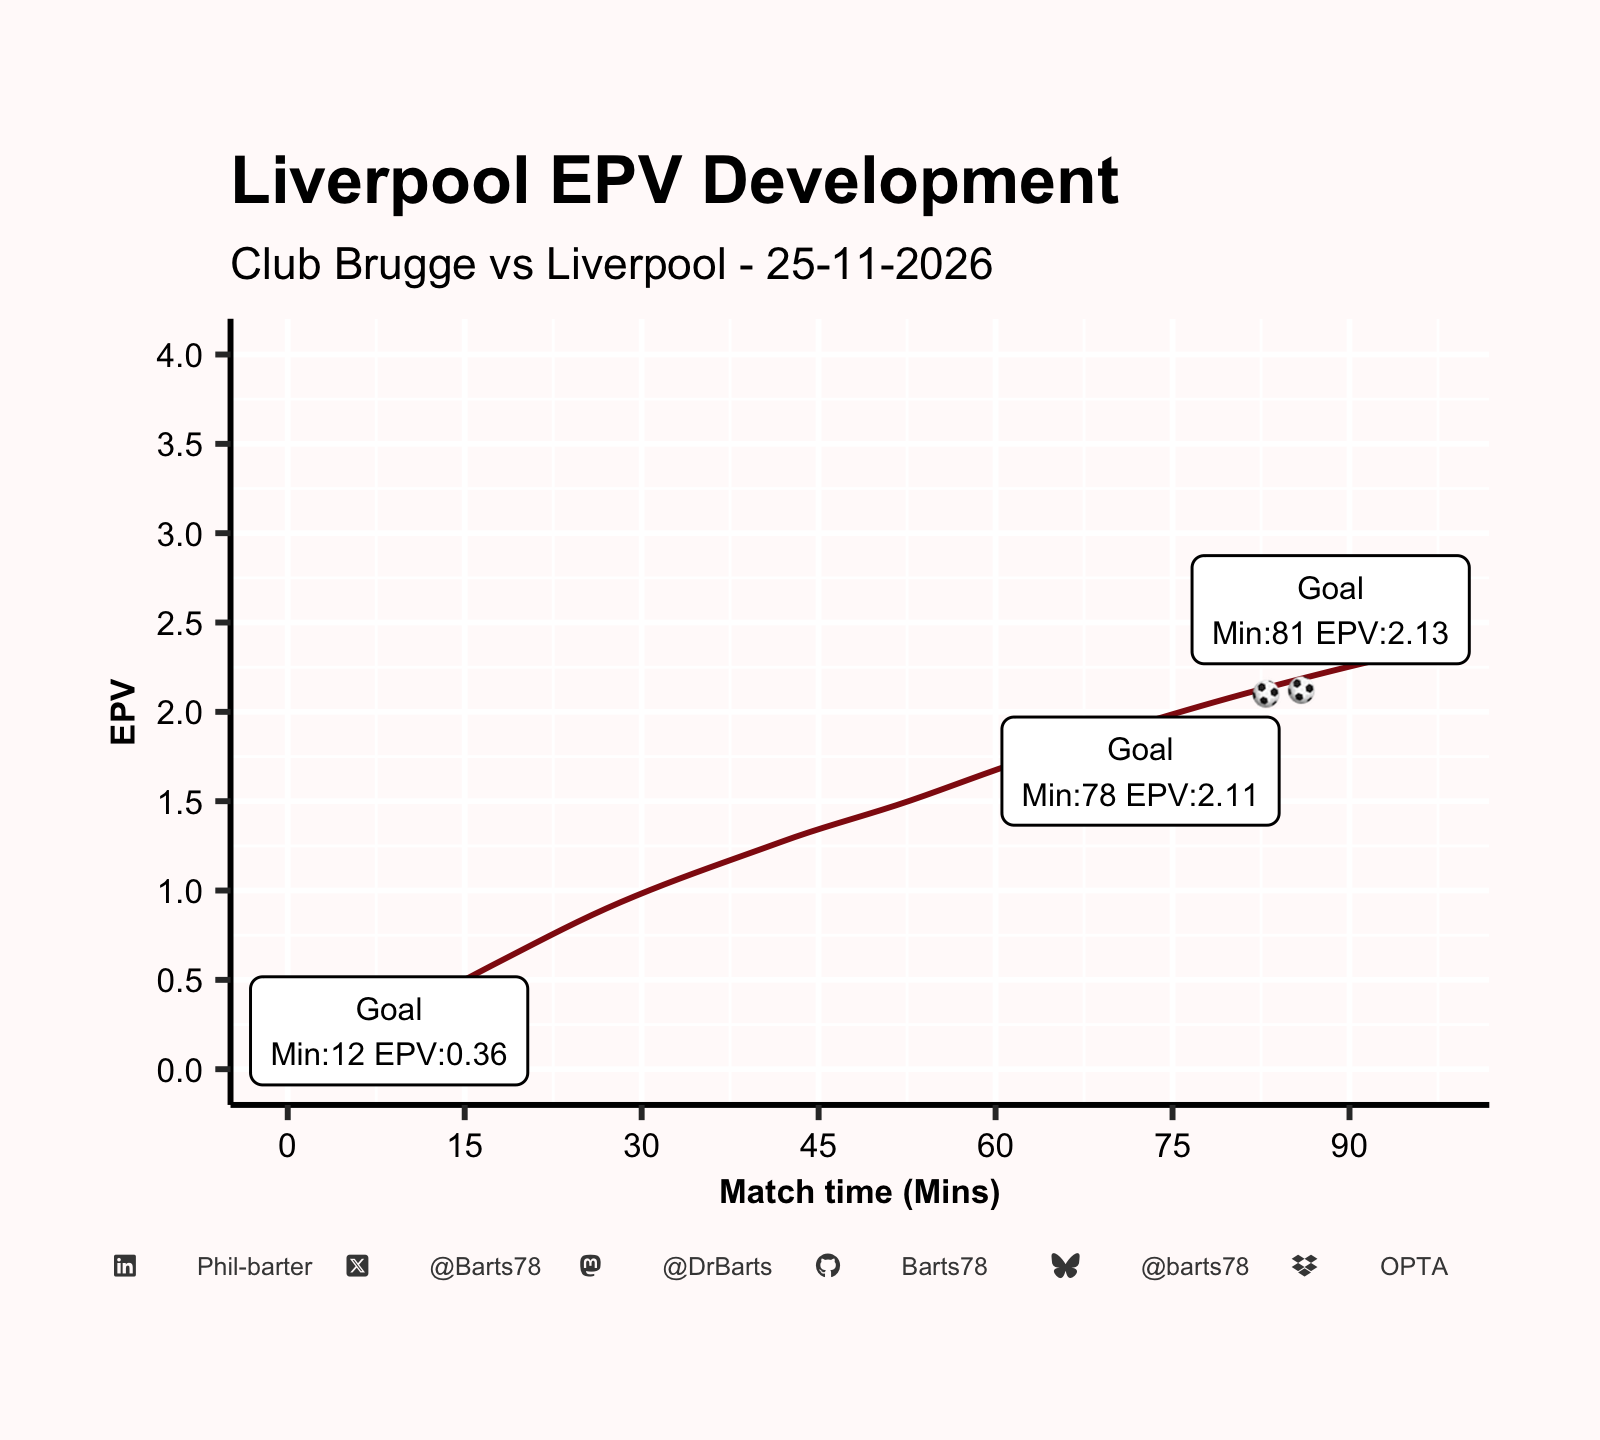 Liverpool EPV Development
Club Brugge vs Liverpool - 25-11-2026
4.0
3.5
3.0
2.5
2.0
1.5
1.0
0.5
0.0
EPV
Goal
Min:81 EPV:2.13
Goal
Min:78 EPV:2.11
Goal
Min:12 EPV:0.36
0 15 30 45 60 75 90
Match time (Mins)
Phil-barter @Barts78 @DrBarts Barts78 @barts78 OPTA